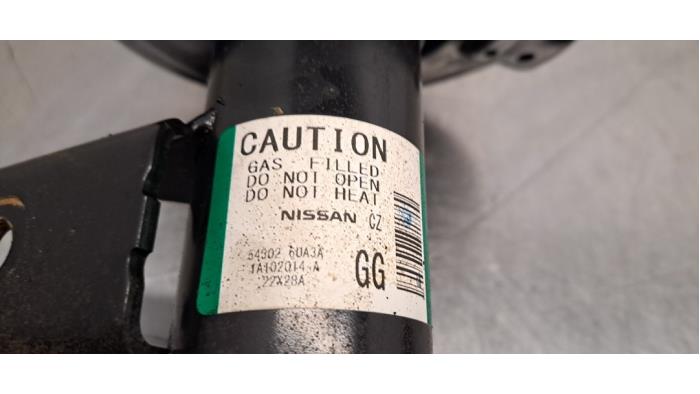 CAUTION
GAS FILLED
DO NOT OPEN
DO NOT HEAT
NISSAN CZ
54302 6UA3A
1A102014-A
22X28A
GG